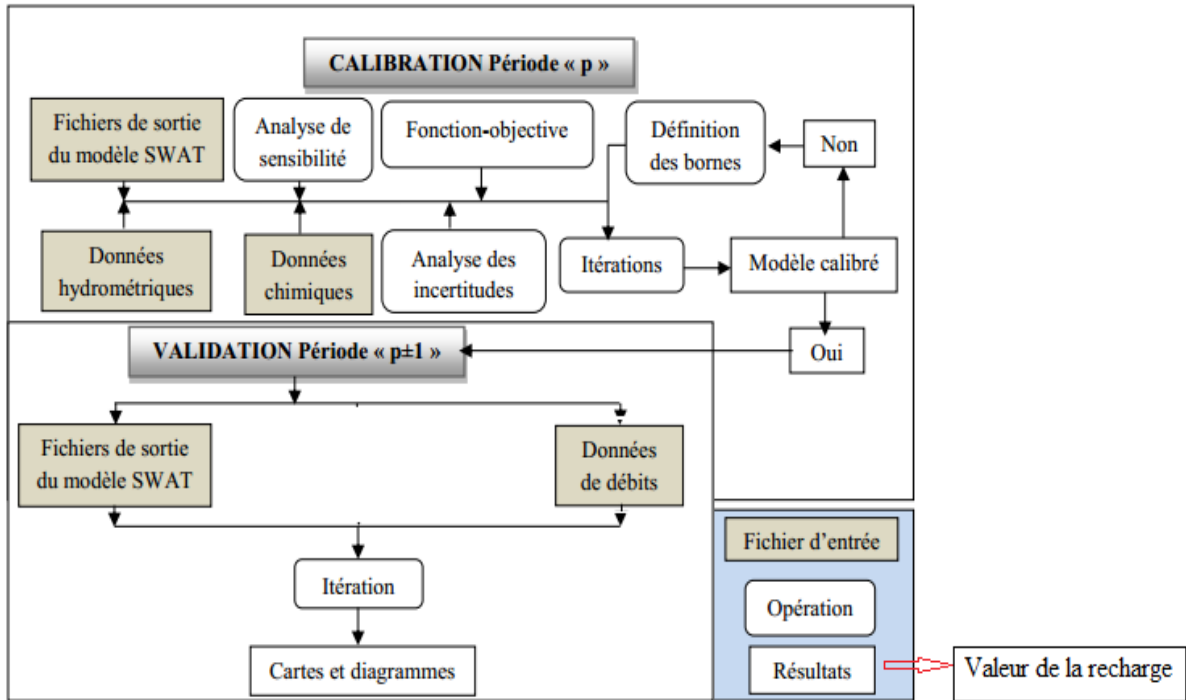 CALIBRATION Période « p »
Fichiers de sortie
du modèle SWAT
Analyse de
sensibilité
Fonction-objective
Définition
des bornes
Non
Données
hydrométriques
Données
chimiques
Analyse des
incertitudes
Itérations
Modèle calibré
Oui
VALIDATION Période « p±1 »
Fichiers de sortie
du modèle SWAT
Données
de débits
Itération
Cartes et diagrammes
Fichier d’entrée
Opération
Résultats
Valeur de la recharge